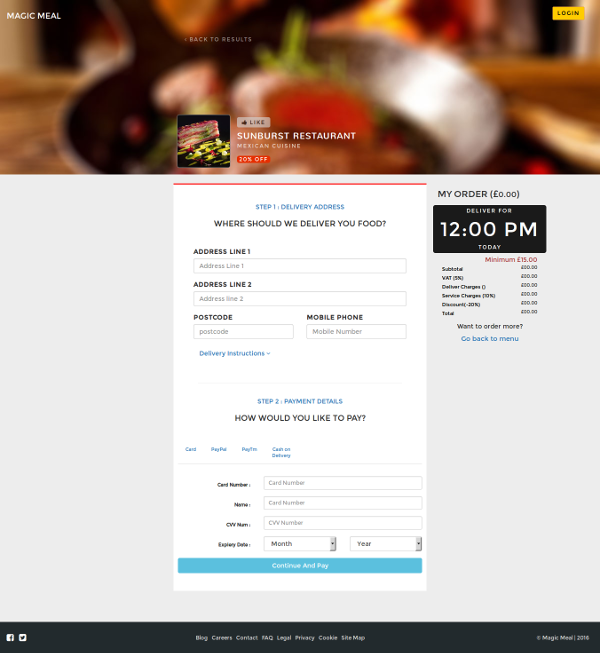 MAGIC MEAL
LOGIN
‹ BACK TO RESULTS
LIKE
SUNBURST RESTAURANT
MEXICAN CUISINE
20% OFF
STEP 1 : DELIVERY ADDRESS
WHERE SHOULD WE DELIVER YOU FOOD?
ADDRESS LINE 1
Address Line 1
ADDRESS LINE 2
Address line 2
POSTCODE MOBILE PHONE
postcode Mobile Number
Delivery Instructions
STEP 2 : PAYMENT DETAILS
HOW WOULD YOU LIKE TO PAY?
Card PayPal PayTm Cash on
Delivery
Card Number : Card Number
Name : Card Number
CVV Num : CVV Number
Expiery Date : Month Year
Continue And Pay
MY ORDER (£0.00)
DELIVER FOR
12:00 PM
TODAY
Minimum £15.00
Subtotal £00.00
VAT (5%) £00.00
Deliver Charges () £00.00
Service Charges (10%) £00.00
Discount(-20%) £00.00
Total £00.00
Want to order more?
Go back to menu
Blog Careers Contact FAQ Legal Privacy Cookie Site Map
© Magic Meal | 2016